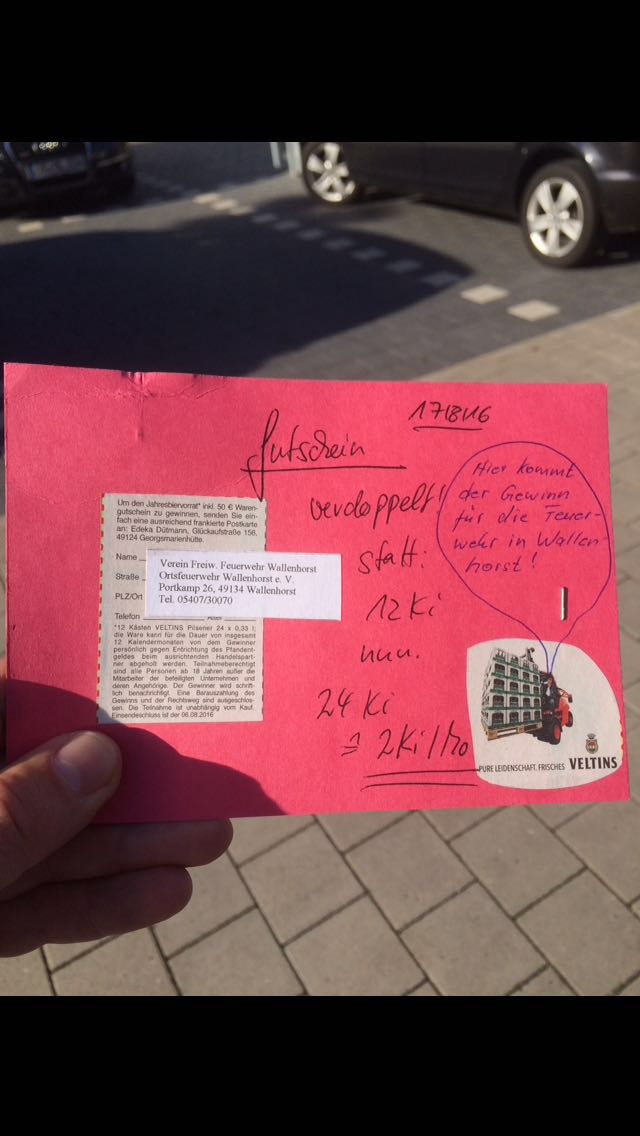 17/8/16
Gutschein
verdoppelt!
statt:
12 Ki
nun:
24 Ki
≙ 2 Ki/Mo
Hier kommt
der Gewinn
für die Feuer-
wehr in Wallen-
horst!
Um den Jahresbiervorrat* inkl. 50 € Waren-
gutschein zu gewinnen, senden Sie ein-
fach eine ausreichend frankierte Postkarte
an: Edeka Dütmann, Glückaufstraße 156,
49124 Georgsmarienhütte.
Name
Straße
PLZ/Ort
Telefon Alter
Verein Freiw. Feuerwehr Wallenhorst
Ortsfeuerwehr Wallenhorst e. V.
Portkamp 26, 49134 Wallenhorst
Tel. 05407/30070
*12 Kästen VELTINS Pilsener 24 x 0,33 l;
die Ware kann für die Dauer von insgesamt
12 Kalendermonaten von dem Gewinner
persönlich gegen Entrichtung des Pfanden-
geldes beim ausrichtenden Handelspart-
ner abgeholt werden. Teilnahmeberechtigt
sind alle Personen ab 18 Jahren außer die
Mitarbeiter der beteiligten Unternehmen und
deren Angehörige. Der Gewinner wird schrift-
lich benachrichtigt. Eine Barauszahlung des
Gewinns und der Rechtsweg sind ausgeschlos-
sen. Die Teilnahme ist unabhängig vom Kauf.
Einsendeschluss ist der 06.08.2016
PURE LEIDENSCHAFT. FRISCHES VELTINS